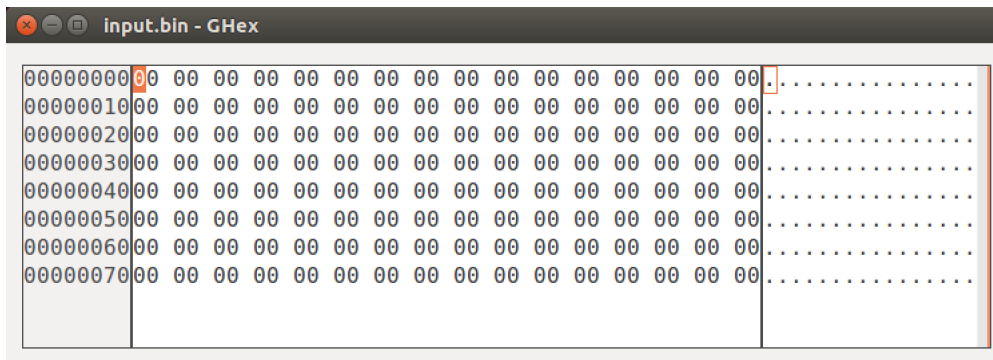 input.bin - GHex
00000000 00 00 00 00 00 00 00 00 00 00 00 00 00 00 00 00 ................
00000010 00 00 00 00 00 00 00 00 00 00 00 00 00 00 00 00 ................
00000020 00 00 00 00 00 00 00 00 00 00 00 00 00 00 00 00 ................
00000030 00 00 00 00 00 00 00 00 00 00 00 00 00 00 00 00 ................
00000040 00 00 00 00 00 00 00 00 00 00 00 00 00 00 00 00 ................
00000050 00 00 00 00 00 00 00 00 00 00 00 00 00 00 00 00 ................
00000060 00 00 00 00 00 00 00 00 00 00 00 00 00 00 00 00 ................
00000070 00 00 00 00 00 00 00 00 00 00 00 00 00 00 00 00 ................